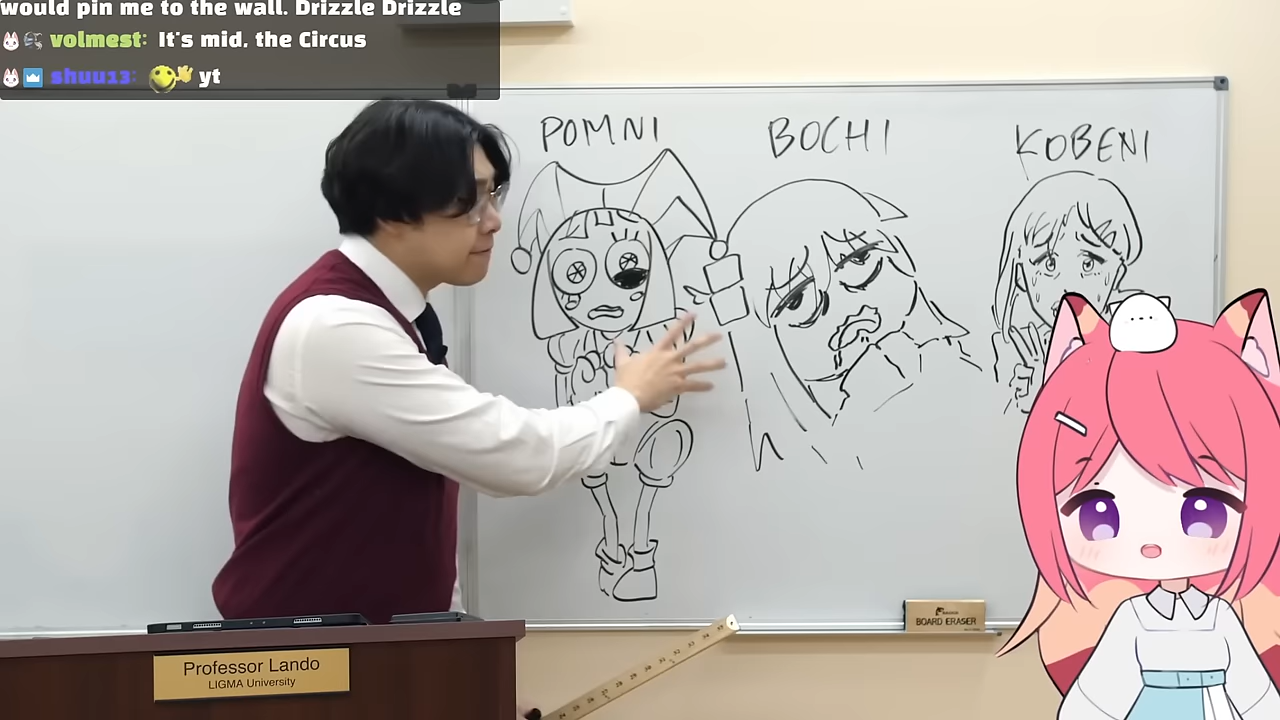 would pin me to the wall. Drizzle Drizzle
volmest: It's mid, the Circus
shuu13: yt
POMNI
BOCHI
KOBENI
BOARD ERASER
Professor Lando
LIGMA University